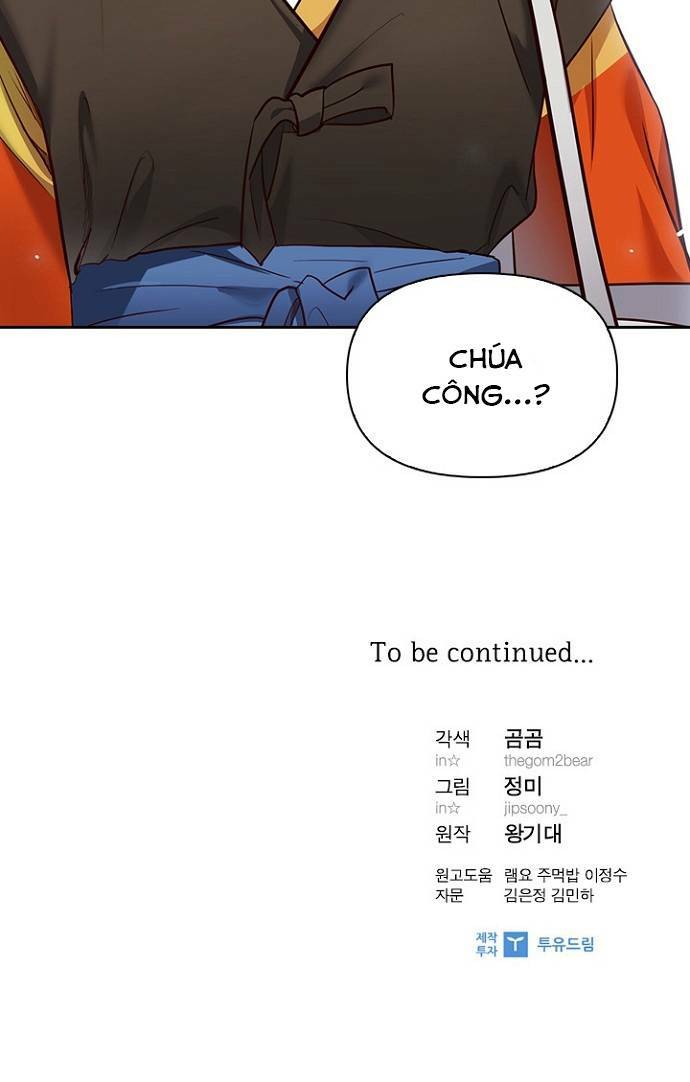 CHÚA
CÔNG...?
To be continued...
각색 곰곰
in☆ thegom2bear
그림 정미
in☆ jipsoony_
원작 왕기대
원고도움 램요 주먹밥 이정수
자문 김은정 김민하
제작
투자 투유드림